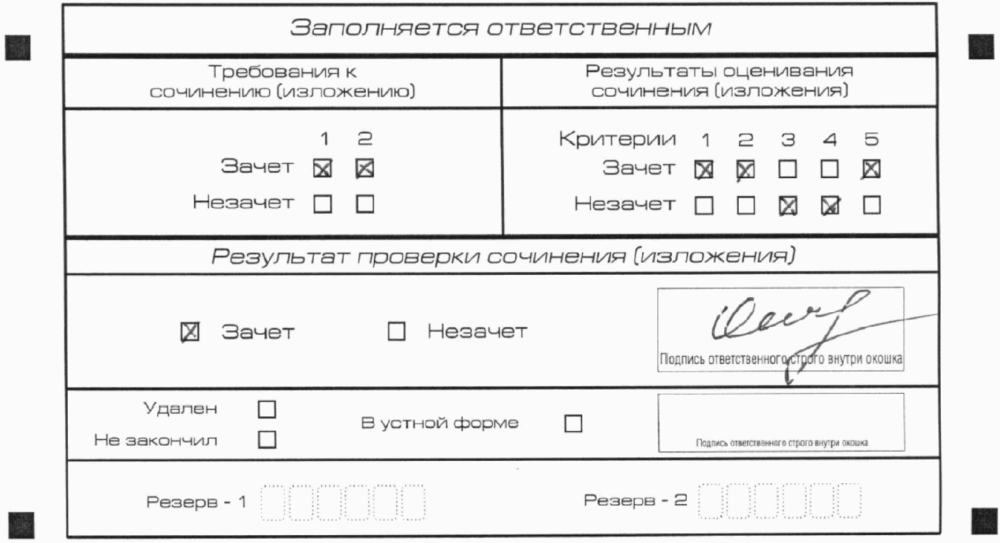 Заполняется ответственным
Требования к
сочинению (изложению)
Результаты оценивания
сочинения (изложения)
1 2
Зачет
Незачет
Критерии 1 2 3 4 5
Зачет
Незачет
Результат проверки сочинения (изложения)
Зачет Незачет
Подпись ответственного строго внутри окошка
Удален
Не закончил
В устной форме
Подпись ответственного строго внутри окошка
Резерв - 1
Резерв - 2